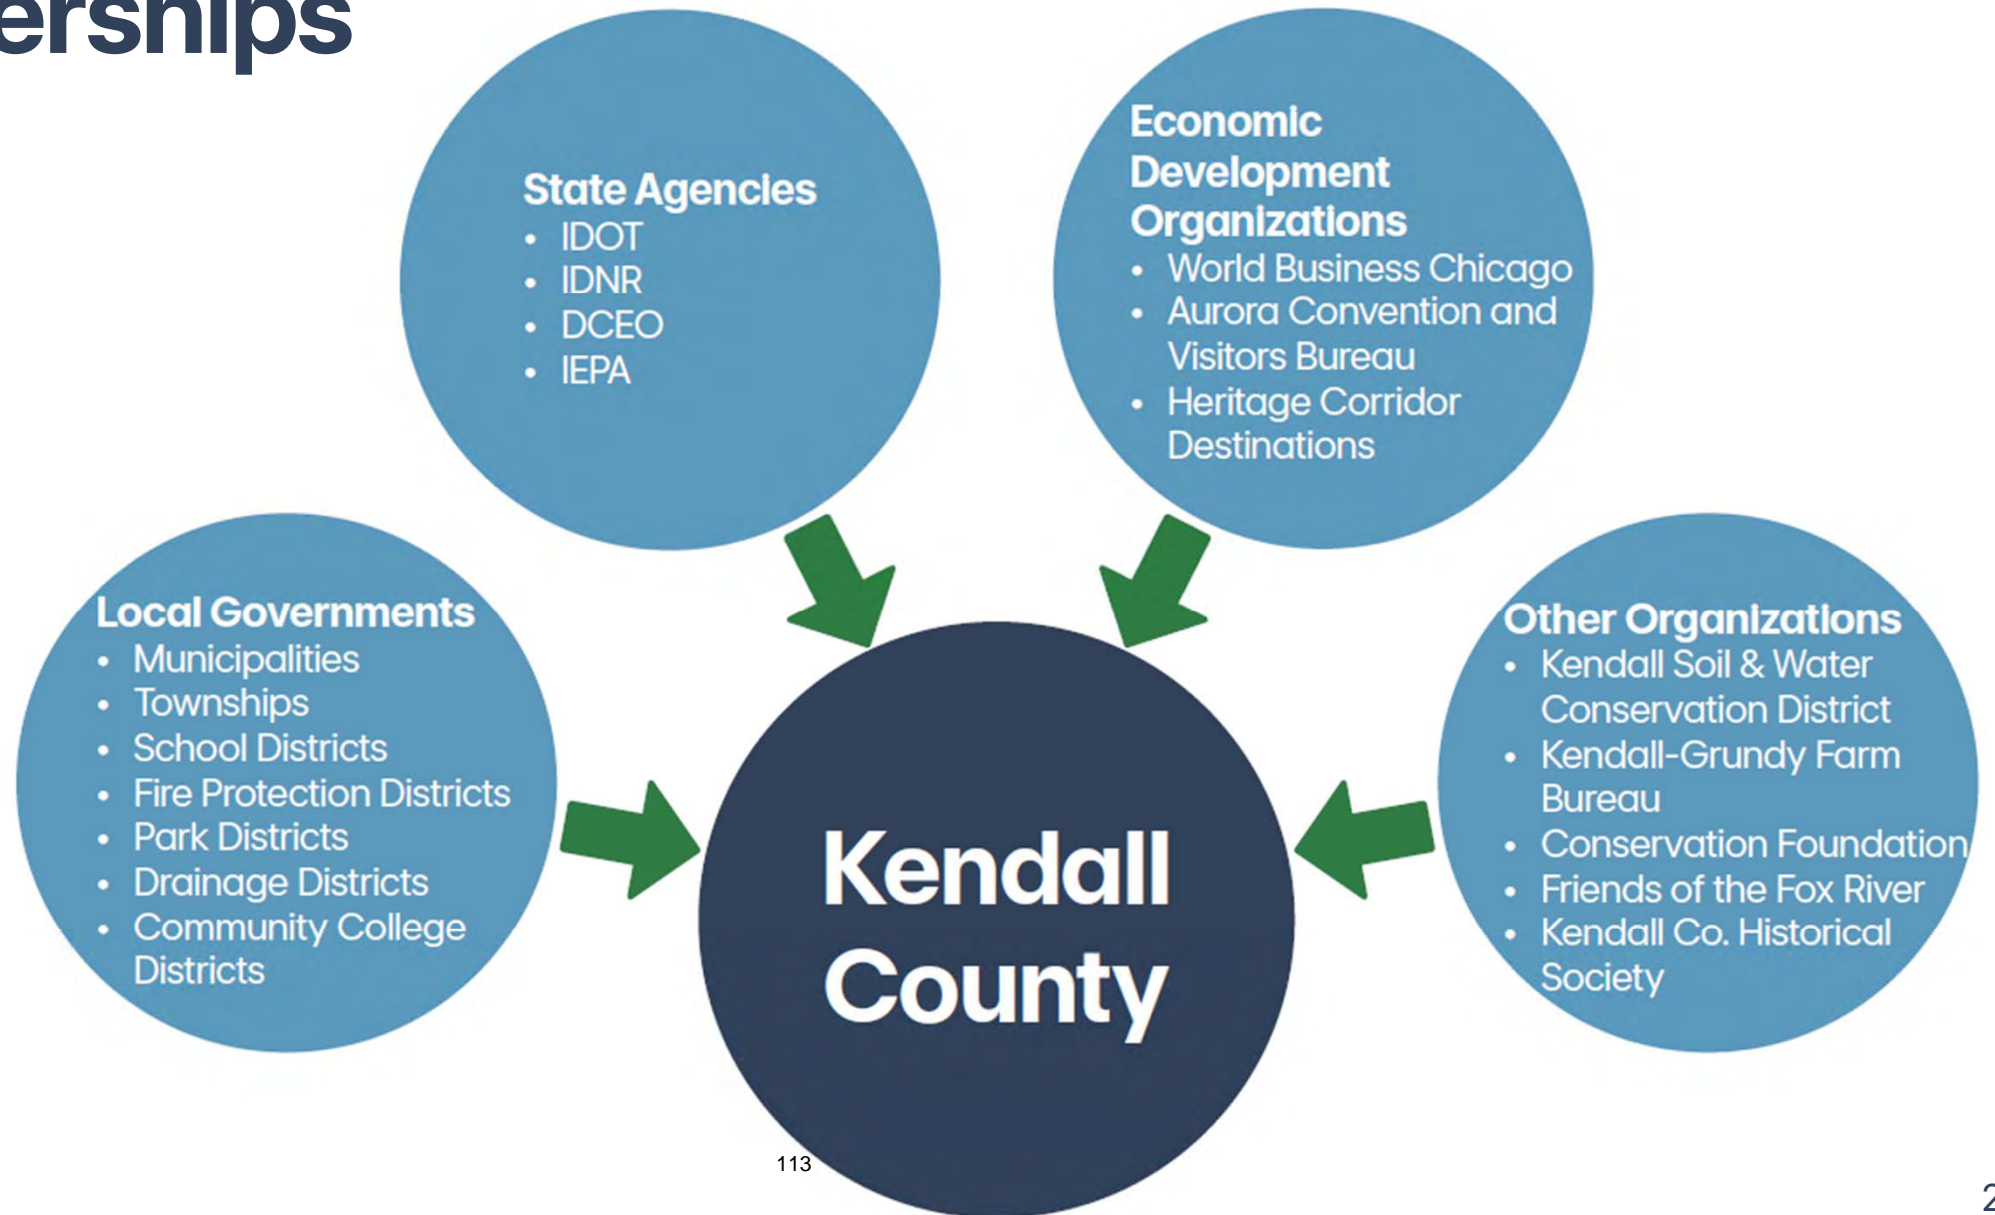 erships
State Agencies
• IDOT
• IDNR
• DCEO
• IEPA
Economic
Development
Organizations
• World Business Chicago
• Aurora Convention and
Visitors Bureau
• Heritage Corridor
Destinations
Local Governments
• Municipalities
• Townships
• School Districts
• Fire Protection Districts
• Park Districts
• Drainage Districts
• Community College
Districts
Other Organizations
• Kendall Soil & Water
Conservation District
• Kendall-Grundy Farm
Bureau
• Conservation Foundation
• Friends of the Fox River
• Kendall Co. Historical
Society
Kendall
County
113
2